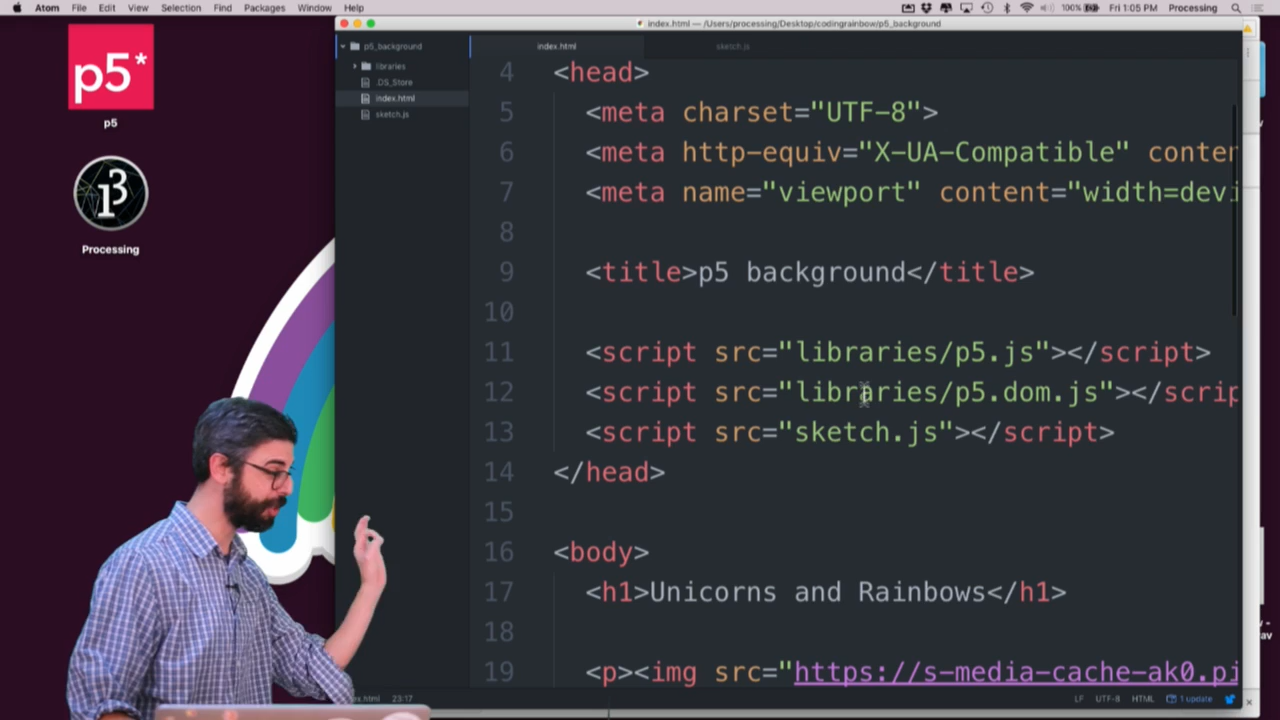 Atom File Edit View Selection Find Packages Window Help 100% Fri 1:05 PM Processing
index.html — /Users/processing/Desktop/codingrainbow/p5_background
p5*
p5
Processing
p5_background
libraries
.DS_Store
index.html
sketch.js
index.html sketch.js
4 <head>
5 <meta charset="UTF-8">
6 <meta http-equiv="X-UA-Compatible" conten
7 <meta name="viewport" content="width=devi
8
9 <title>p5 background</title>
10
11 <script src="libraries/p5.js"></script>
12 <script src="libraries/p5.dom.js"></scrip
13 <script src="sketch.js"></script>
14 </head>
15
16 <body>
17 <h1>Unicorns and Rainbows</h1>
18
19 <p><img src="https://s-media-cache-ak0.pi
.html 23:17 LF UTF-8 HTML 1 update